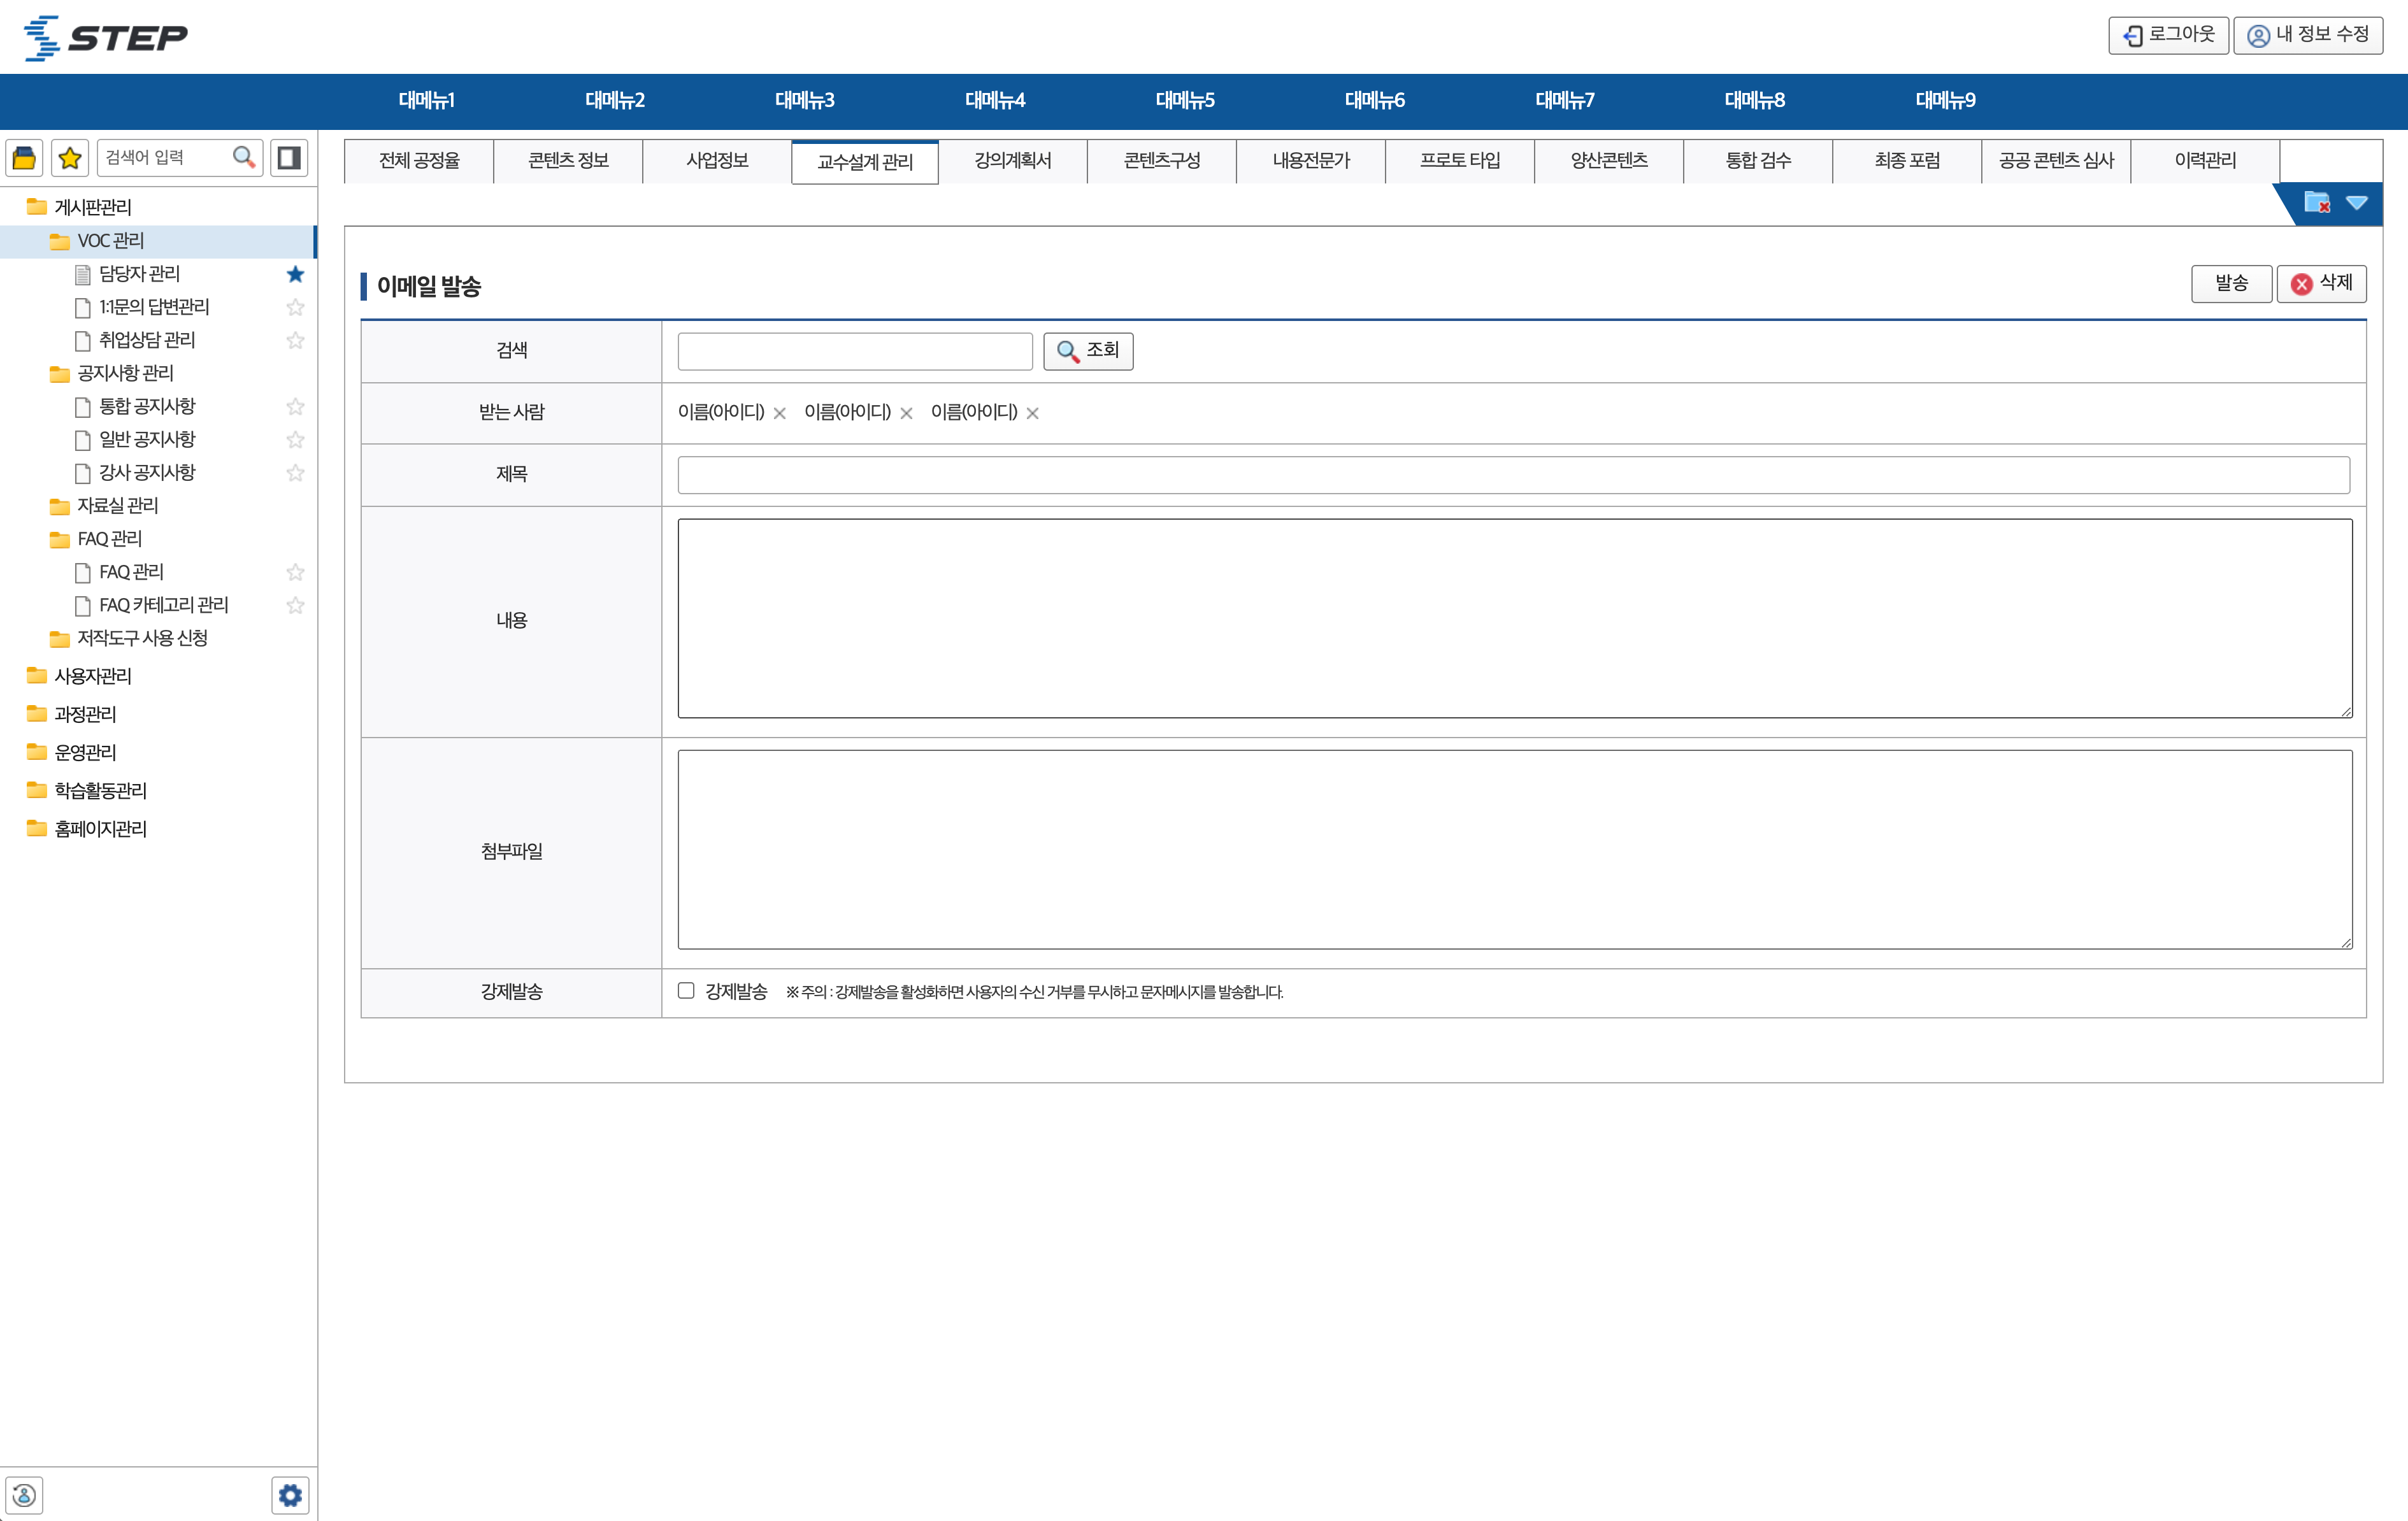 STEP
로그아웃
내 정보 수정
대메뉴1 대메뉴2 대메뉴3 대메뉴4 대메뉴5 대메뉴6 대메뉴7 대메뉴8 대메뉴9
검색어 입력
게시판관리
VOC 관리
담당자 관리
1:1문의 답변관리
취업상담 관리
공지사항 관리
통합 공지사항
일반 공지사항
강사 공지사항
자료실 관리
FAQ 관리
FAQ 관리
FAQ 카테고리 관리
저작도구 사용 신청
사용자관리
과정관리
운영관리
학습활동관리
홈페이지관리
전체 공정율 콘텐츠 정보 사업정보 교수설계 관리 강의계획서 콘텐츠구성 내용전문가 프로토 타입 양산콘텐츠 통합 검수 최종 포럼 공공 콘텐츠 심사 이력관리
이메일 발송
발송
삭제
검색
조회
받는 사람
이름(아이디) 이름(아이디) 이름(아이디)
제목
내용
첨부파일
강제발송
강제발송 ※ 주의 : 강제발송을 활성화하면 사용자의 수신 거부를 무시하고 문자메시지를 발송합니다.